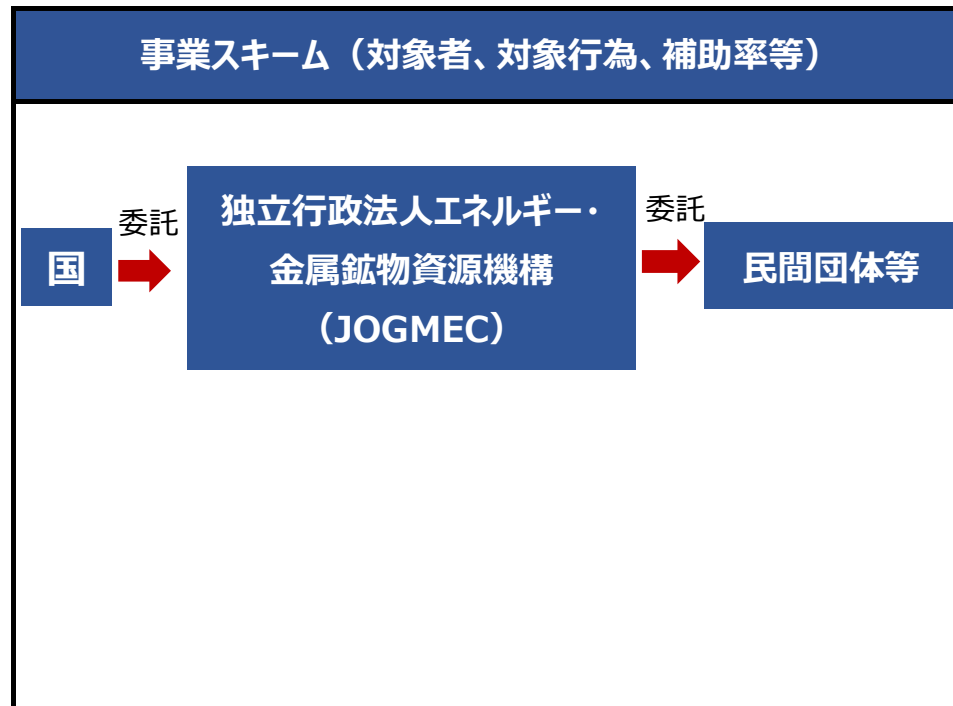 事業スキーム（対象者、対象行為、補助率等）
国
委託
独立行政法人エネルギー・
金属鉱物資源機構
（JOGMEC）
委託
民間団体等